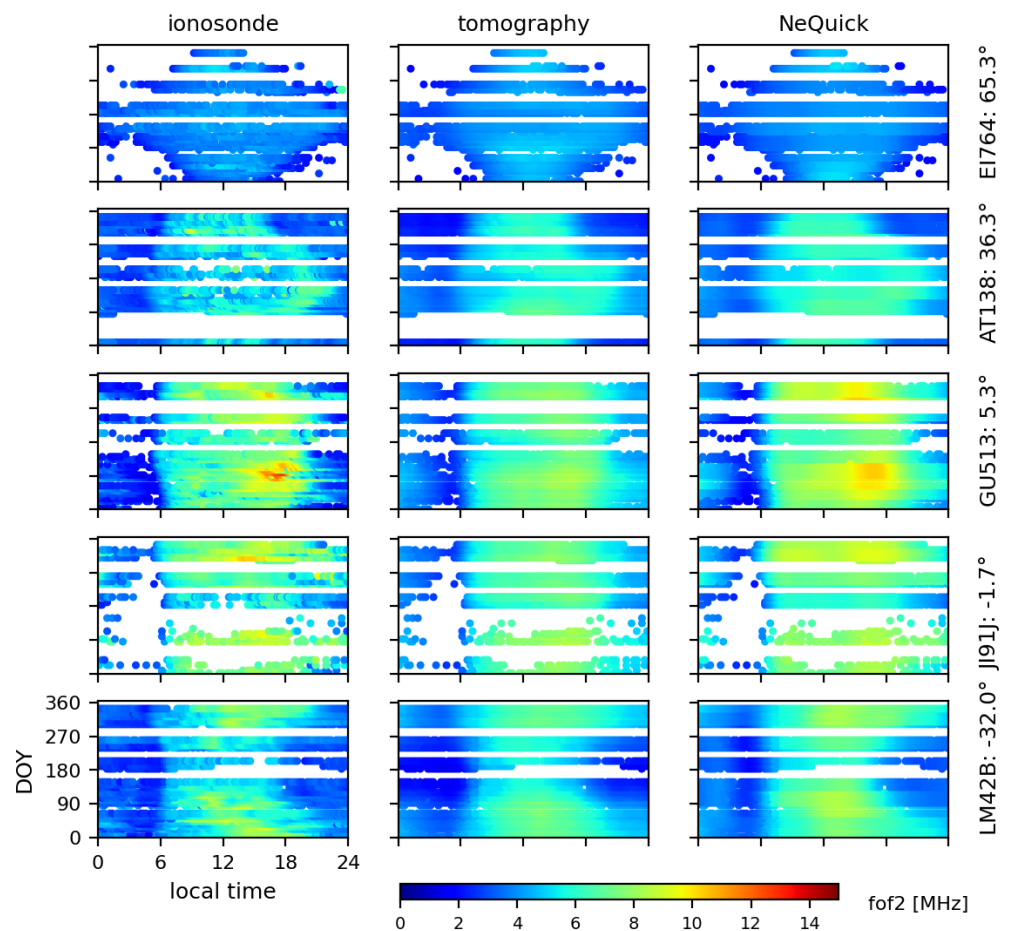 ionosonde tomography NeQuick
EI764: 65.3°
AT138: 36.3°
GU513: 5.3°
JI91J: -1.7°
LM42B: -32.0°
DOY
360
270
180
90
0
0 6 12 18 24
local time
0 2 4 6 8 10 12 14
fof2 [MHz]